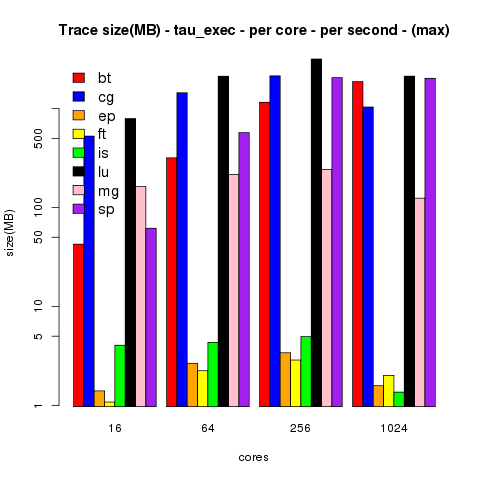 Trace size(MB) - tau_exec - per core - per second - (max)
bt
cg
ep
ft
is
lu
mg
sp
size(MB)
500
100
50
10
5
1
16 64 256 1024
cores